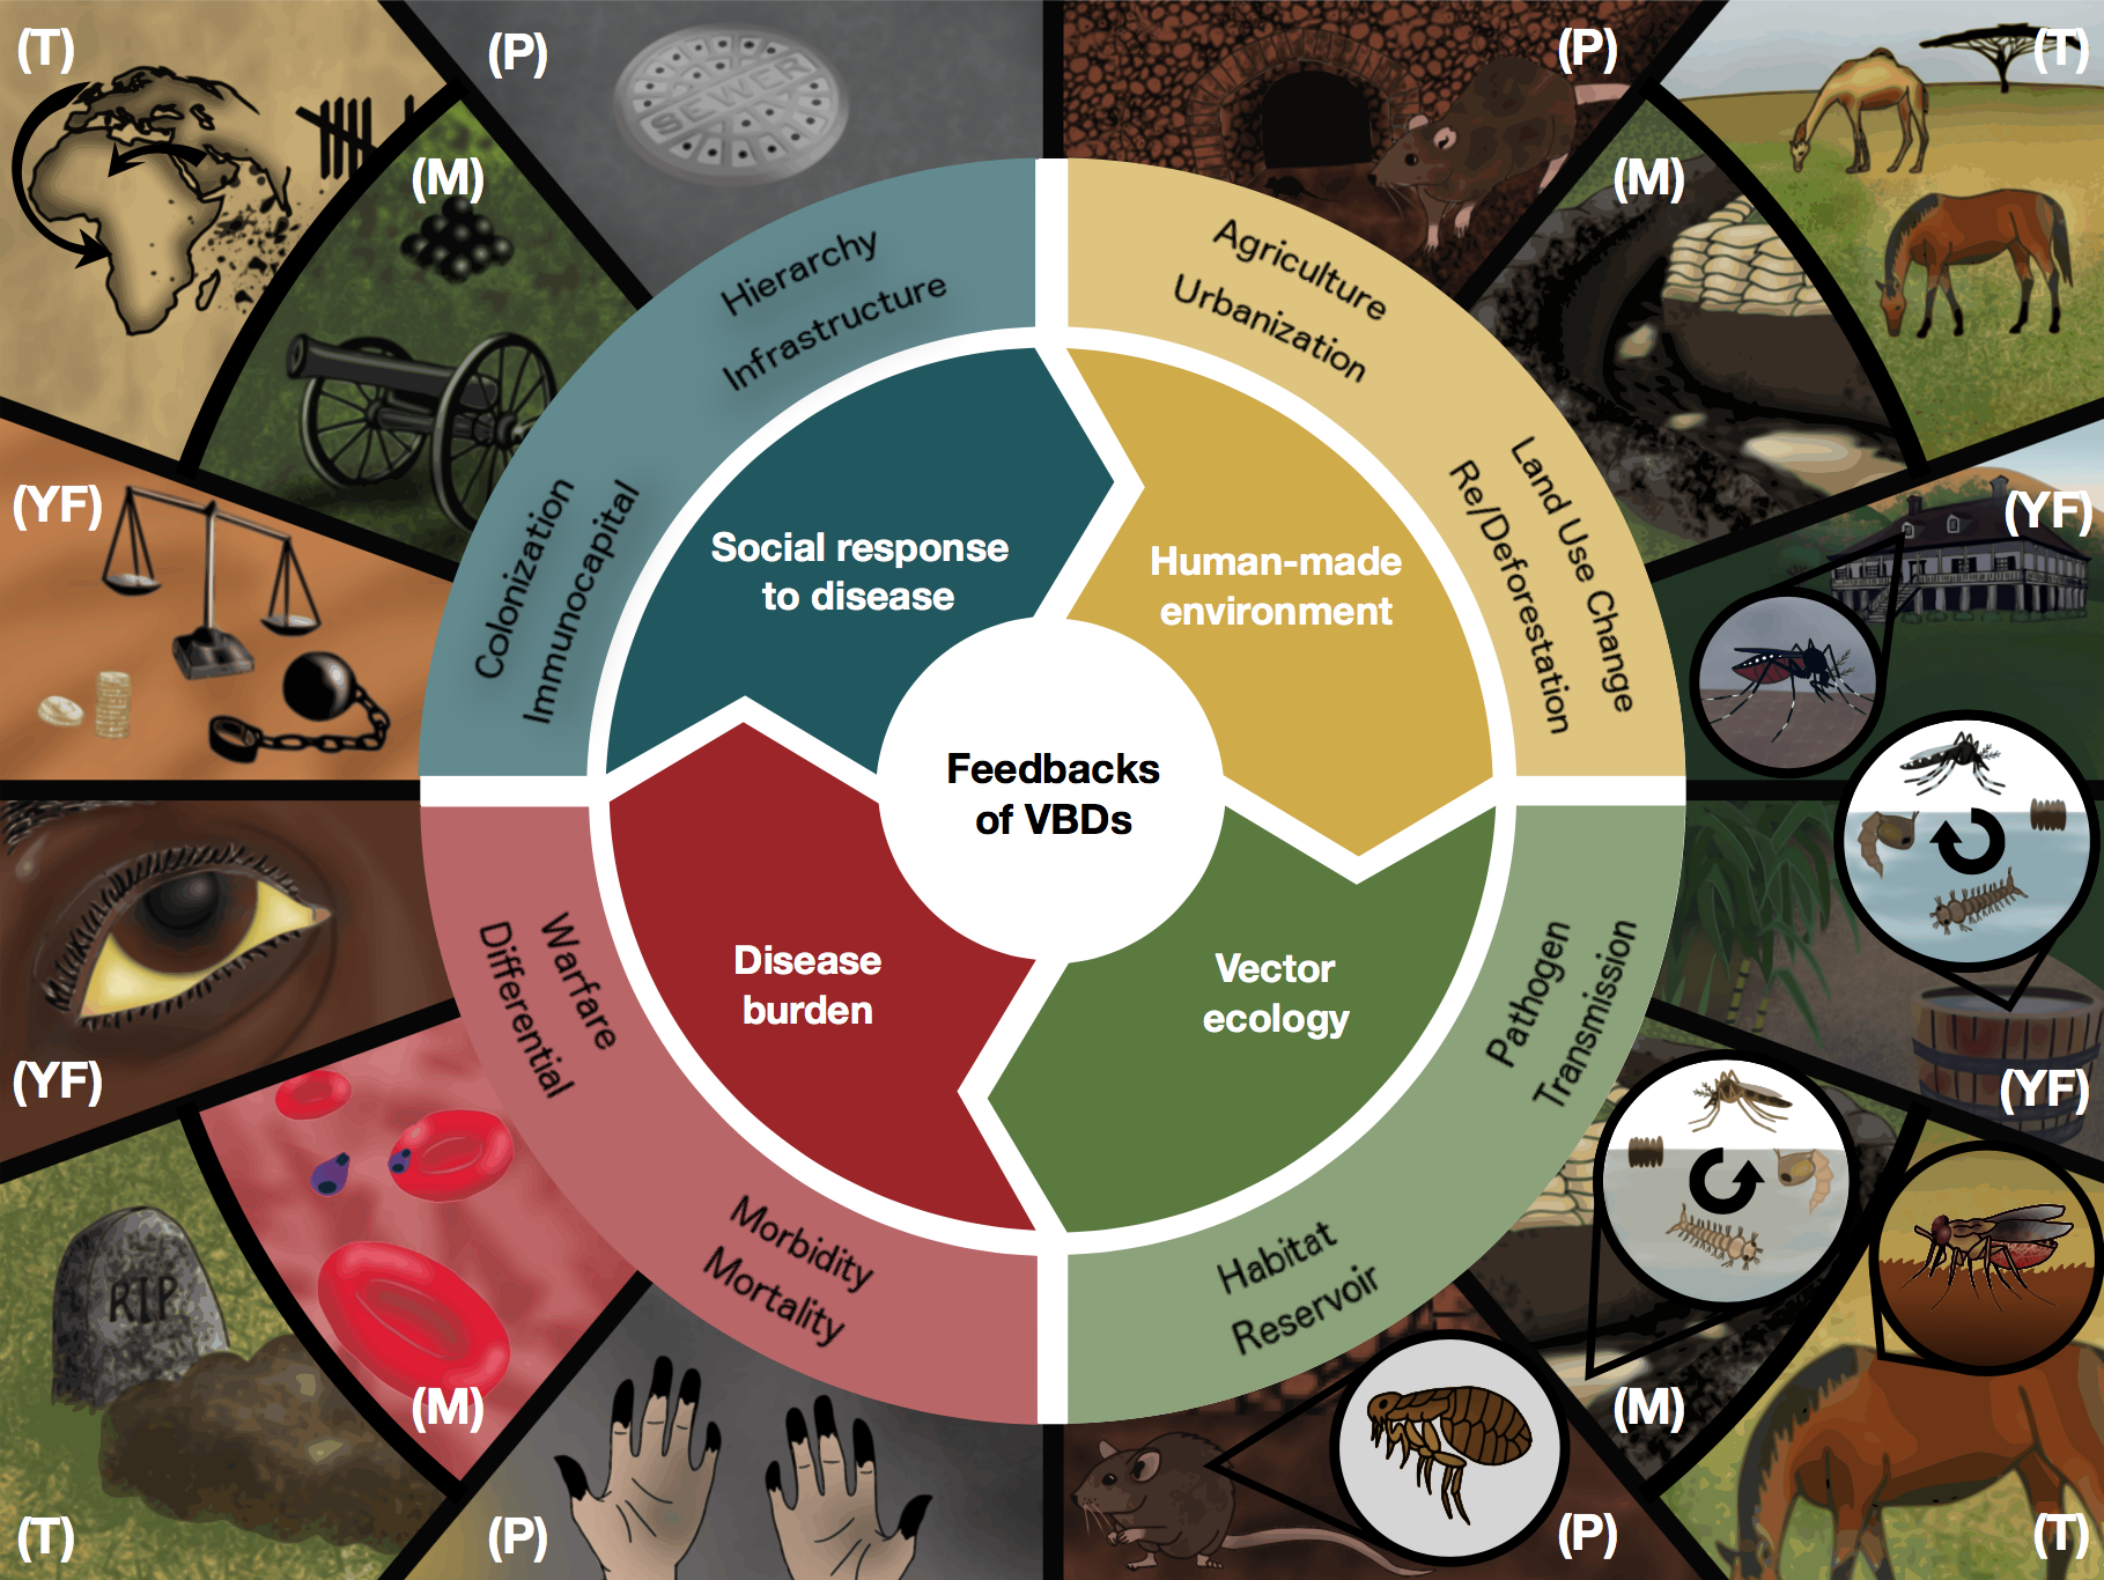 (T)
(P)
(P)
(T)
SEWER
(M)
(M)
Hierarchy
Infrastructure
Agriculture
Urbanization
(YF)
(YF)
Colonization
Immunocapital
Land Use Change
Re/Deforestation
Social response
to disease
Human-made
environment
Feedbacks
of VBDs
Disease
burden
Vector
ecology
Warfare
Differential
Pathogen
Transmission
(YF)
(YF)
Morbidity
Mortality
Habitat
Reservoir
RIP
(M)
(M)
(T)
(P)
(P)
(T)